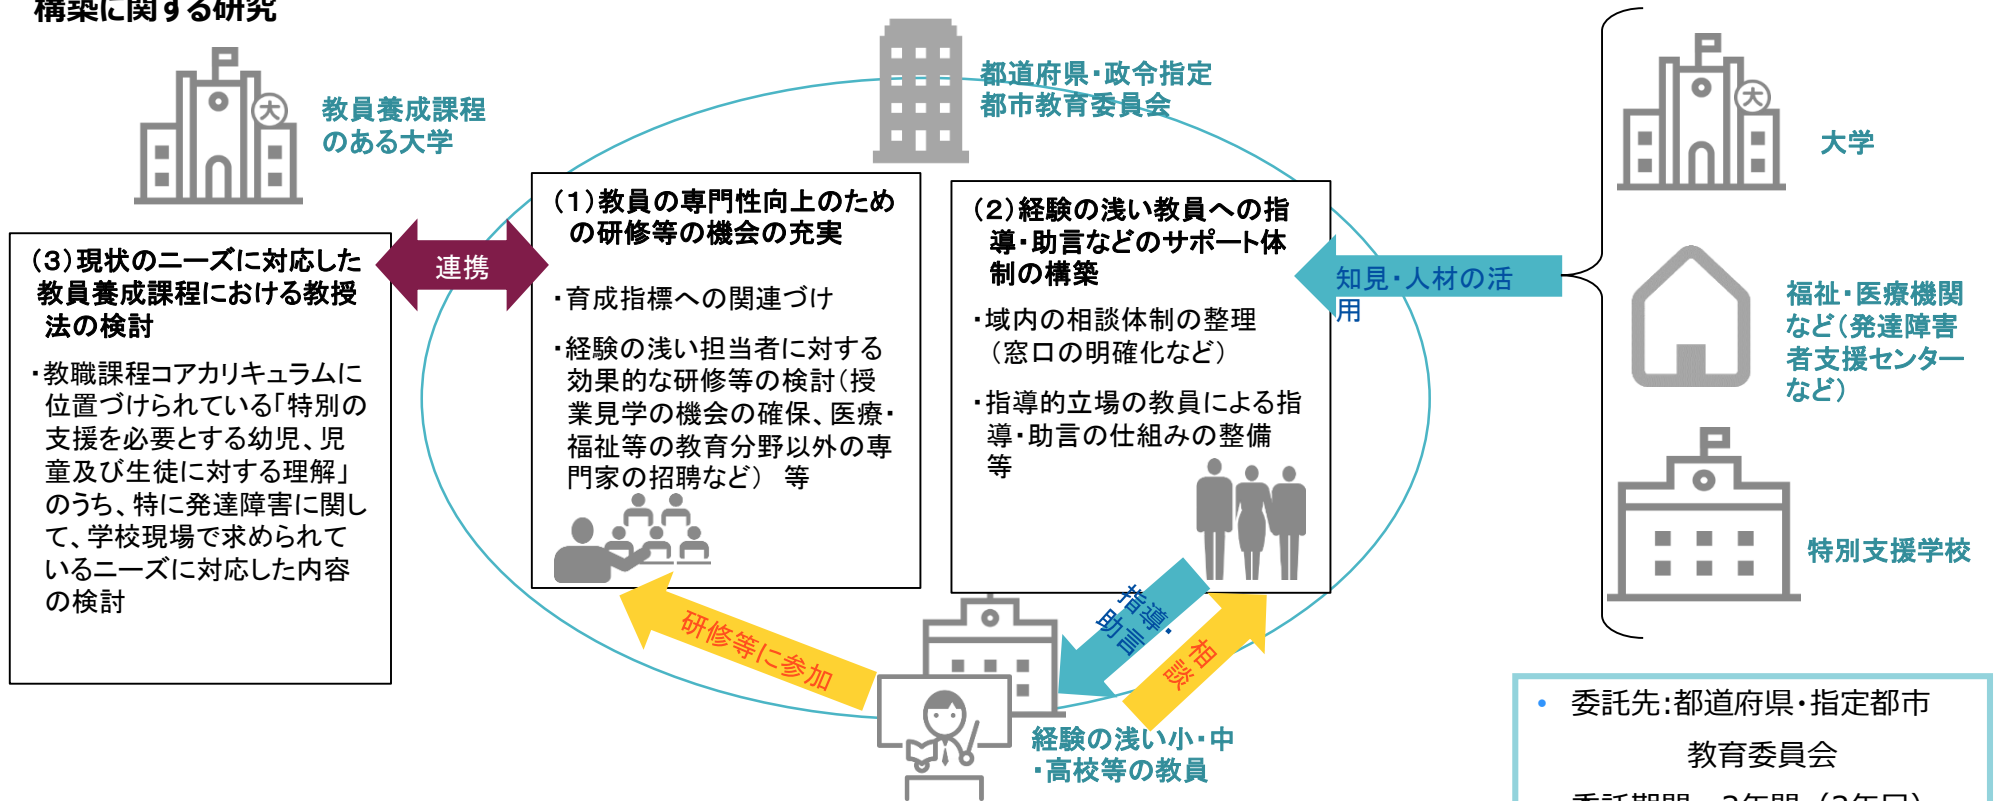 構築に関する研究
大
教員養成課程
のある大学
都道府県・政令指定
都市教育委員会
(3)現状のニーズに対応した
教員養成課程における教授
法の検討
・教職課程コアカリキュラムに
位置づけられている「特別の
支援を必要とする幼児、児
童及び生徒に対する理解」
のうち、特に発達障害に関し
て、学校現場で求められて
いるニーズに対応した内容
の検討
連携
(1)教員の専門性向上のため
の研修等の機会の充実
・育成指標への関連づけ
・経験の浅い担当者に対する
効果的な研修等の検討(授
業見学の機会の確保、医療・
福祉等の教育分野以外の専
門家の招聘など) 等
(2)経験の浅い教員への指
導・助言などのサポート体
制の構築
・域内の相談体制の整理
(窓口の明確化など)
・指導的立場の教員による指
導・助言の仕組みの整備
等
知見・人材の活
用
大
大学
福祉・医療機関
など(発達障害
者支援センター
など)
特別支援学校
研修等に参加
指導・
助言
相
談
経験の浅い小・中
・高校等の教員
• 委託先:都道府県・指定都市
教育委員会